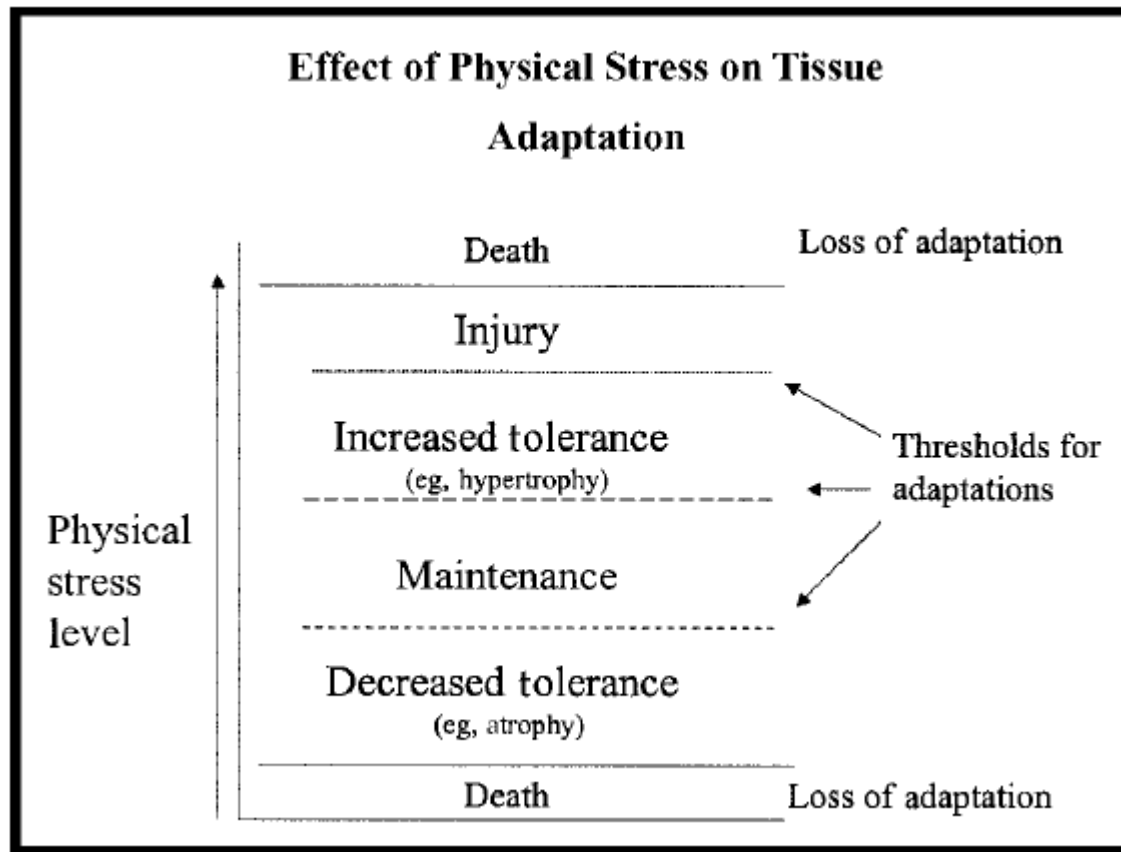 Effect of Physical Stress on Tissue
Adaptation
Death
Loss of adaptation
Injury
Increased tolerance
(eg, hypertrophy)
Thresholds for
adaptations
Physical
stress
level
Maintenance
Decreased tolerance
(eg, atrophy)
Death
Loss of adaptation